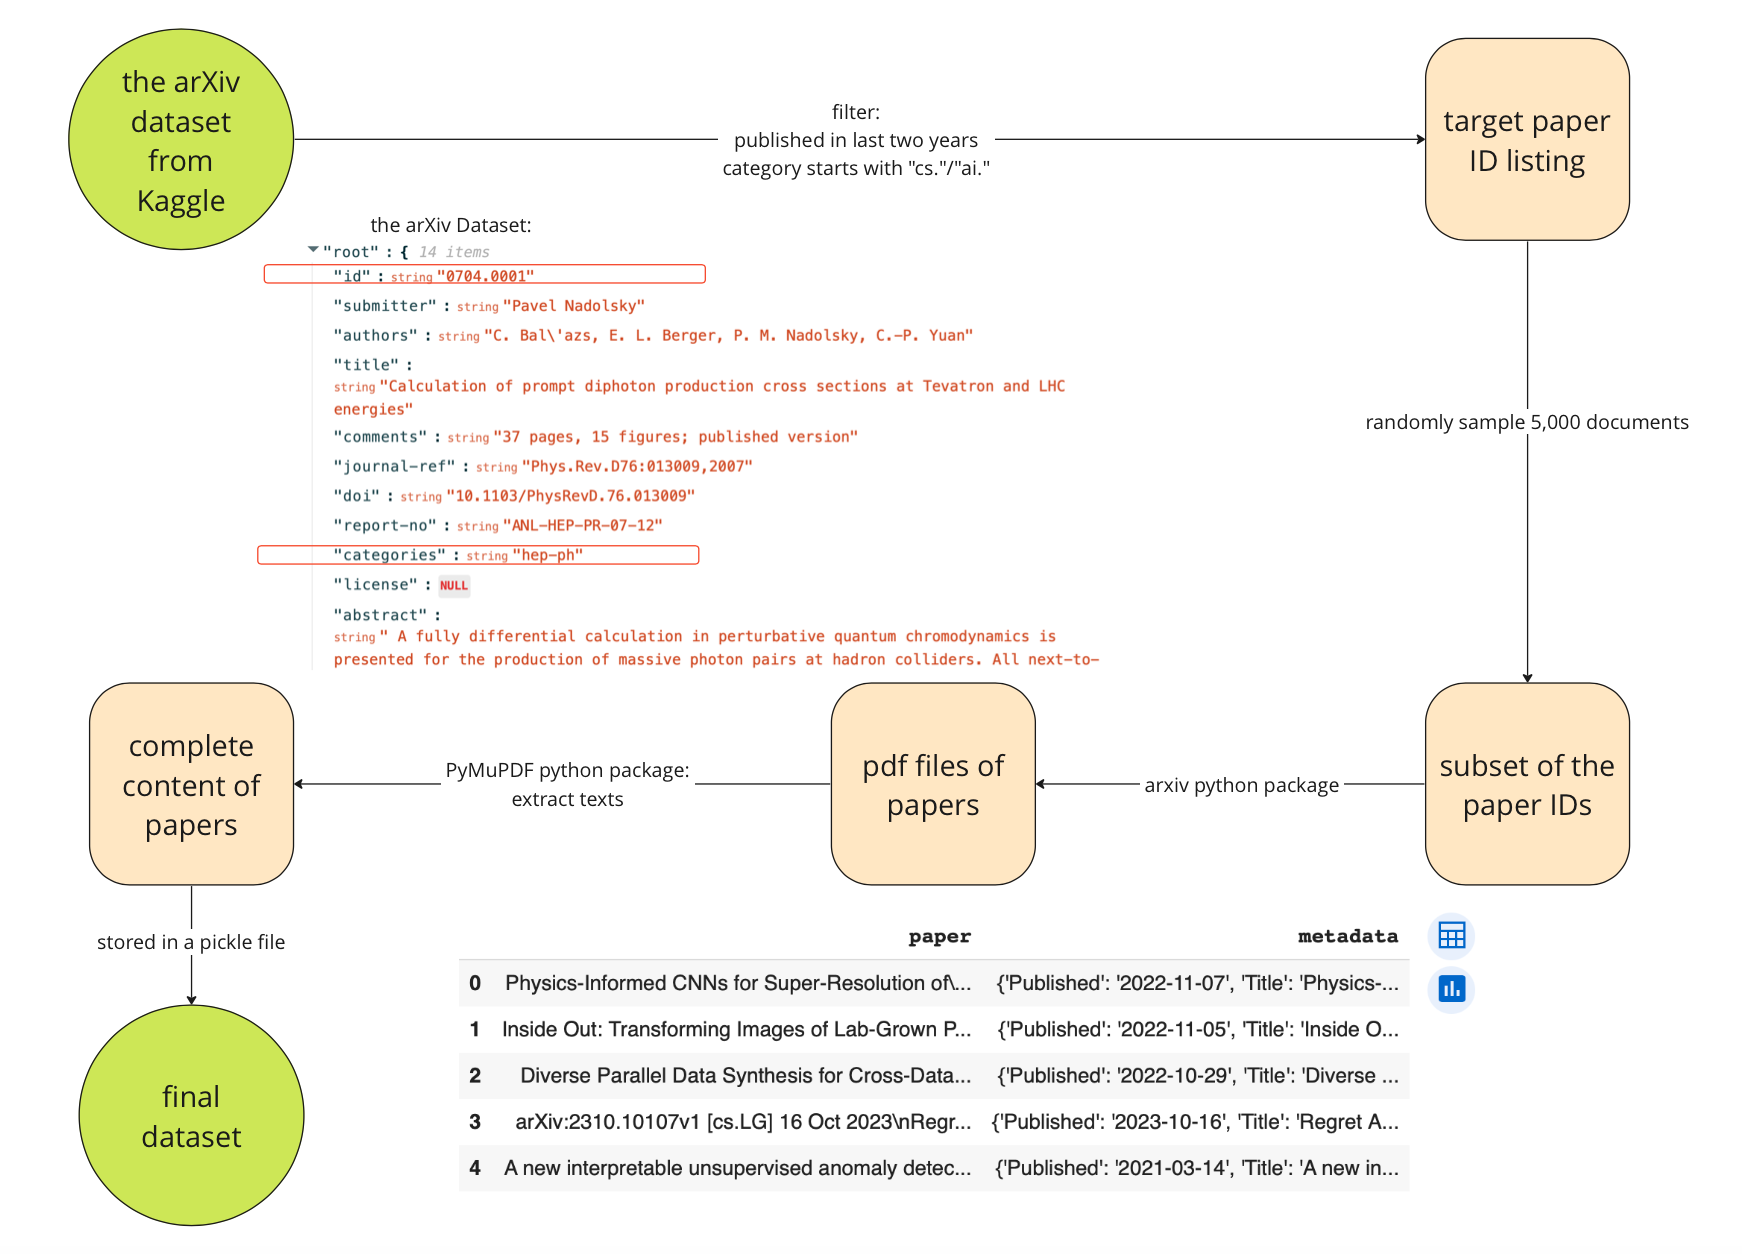 the arXiv
dataset
from
Kaggle
filter:
published in last two years
category starts with "cs."/"ai."
target paper
ID listing
the arXiv Dataset:
"root" : { 14 items
"id" : string "0704.0001"
"submitter" : string "Pavel Nadolsky"
"authors" : string "C. Bal\'azs, E. L. Berger, P. M. Nadolsky, C.-P. Yuan"
"title" :
string "Calculation of prompt diphoton production cross sections at Tevatron and LHC
energies"
"comments" : string "37 pages, 15 figures; published version"
"journal-ref" : string "Phys.Rev.D76:013009,2007"
"doi" : string "10.1103/PhysRevD.76.013009"
"report-no" : string "ANL-HEP-PR-07-12"
"categories" : string "hep-ph"
"license" : NULL
"abstract" :
string " A fully differential calculation in perturbative quantum chromodynamics is
presented for the production of massive photon pairs at hadron colliders. All next-to-
randomly sample 5,000 documents
subset of the
paper IDs
arxiv python package
pdf files of
papers
PyMuPDF python package:
extract texts
complete
content of
papers
stored in a pickle file
final
dataset
paper metadata
0 Physics-Informed CNNs for Super-Resolution of\... {'Published': '2022-11-07', 'Title': 'Physics-...
1 Inside Out: Transforming Images of Lab-Grown P... {'Published': '2022-11-05', 'Title': 'Inside O...
2 Diverse Parallel Data Synthesis for Cross-Data... {'Published': '2022-10-29', 'Title': 'Diverse ...
3 arXiv:2310.10107v1 [cs.LG] 16 Oct 2023\nRegr... {'Published': '2023-10-16', 'Title': 'Regret A...
4 A new interpretable unsupervised anomaly detec... {'Published': '2021-03-14', 'Title': 'A new in...